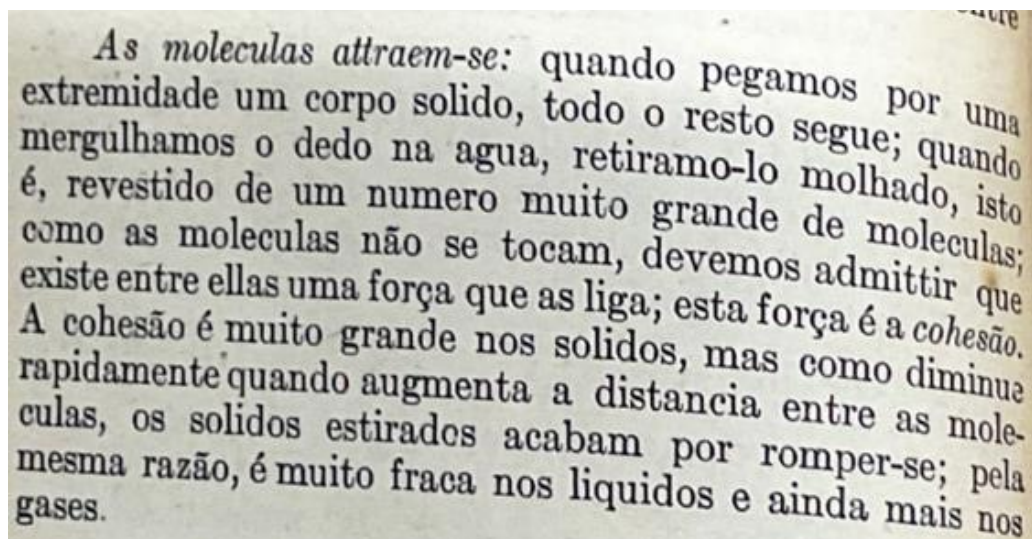 As moleculas attraem-se: quando pegamos por uma
extremidade um corpo solido, todo o resto segue; quando
mergulhamos o dedo na agua, retiramo-lo molhado, isto
é, revestido de um numero muito grande de moleculas;
como as moleculas não se tocam, devemos admittir que
existe entre ellas uma força que as liga; esta força é a cohesão.
A cohesão é muito grande nos solidos, mas como diminue
rapidamente quando augmenta a distancia entre as mole-
culas, os solidos estirados acabam por romper-se; pela
mesma razão, é muito fraca nos liquidos e ainda mais nos
gases.